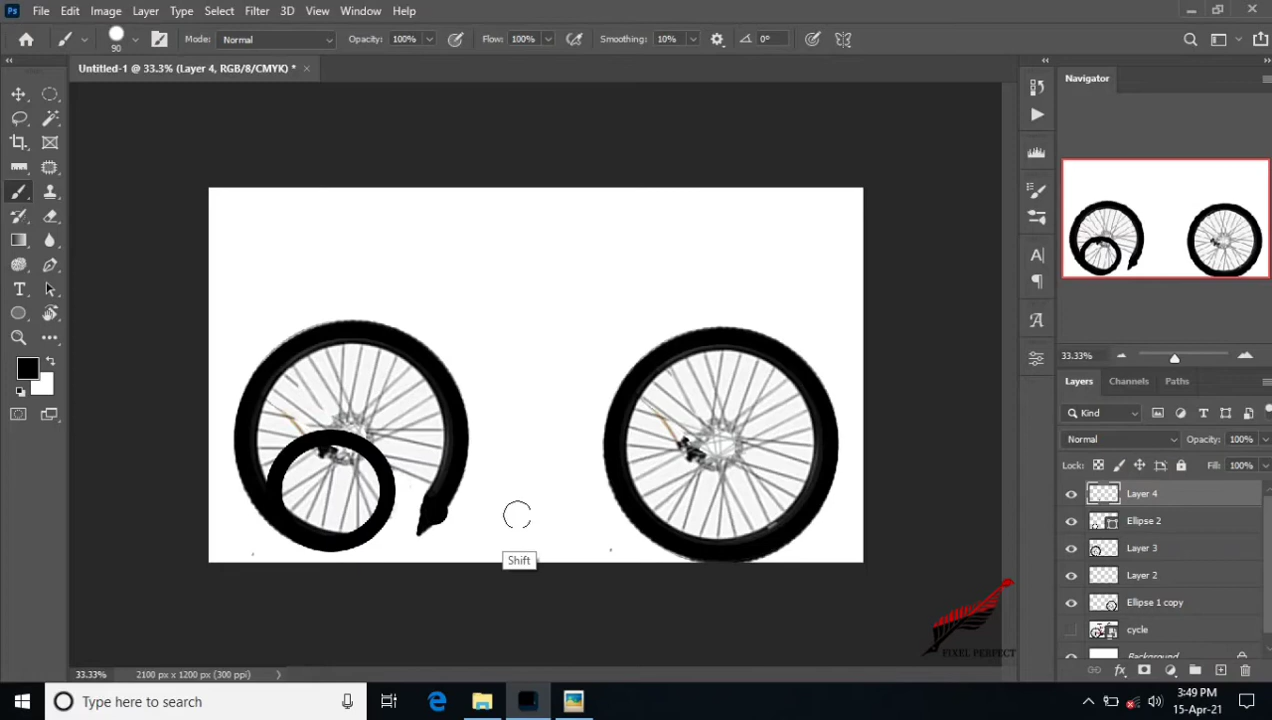 Ps File Edit Image Layer Type Select Filter 3D View Window Help
90 Mode: Normal Opacity: 100% Flow: 100% Smoothing: 10% 0°
Untitled-1 @ 33.3% (Layer 4, RGB/8/CMYK) *
Navigator
33.33%
Layers Channels Paths
Kind
Normal Opacity: 100%
Lock: Fill: 100%
Layer 4
Ellipse 2
Layer 3
Layer 2
Ellipse 1 copy
cycle
Background
Shift
PIXEL PERFECT
33.33% 2100 px x 1200 px (300 ppi)
Type here to search
3:49 PM
15-Apr-21